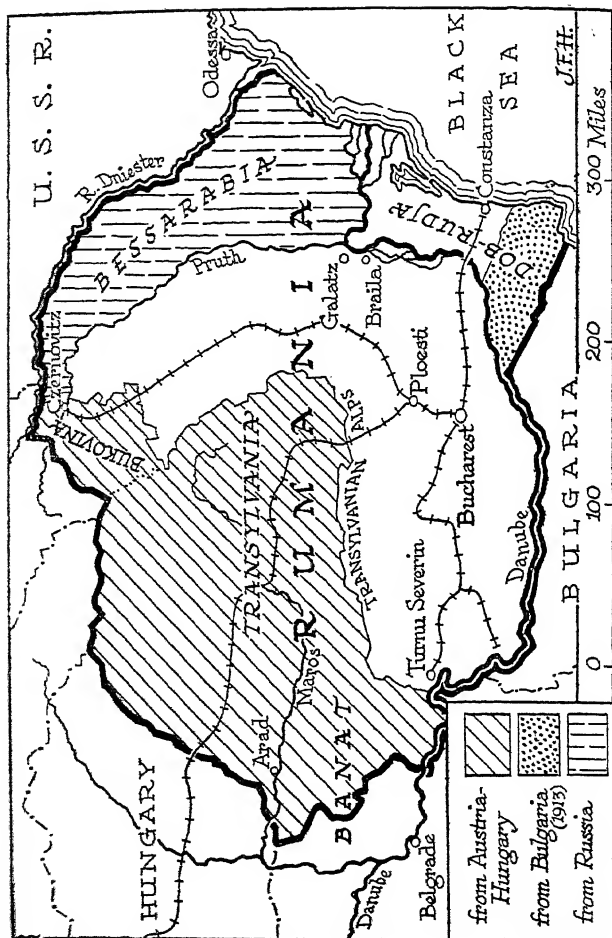 U. S. S. R.
Odessa
R. Dniester
BESSARABIA
Czernovitz
BUKOVINA
Pruth
HUNGARY
TRANSYLVANIA
RUMANIA
Arad
Maros
BANAT
TRANSYLVANIAN ALPS
Galatz
Braila
Ploesti
DOBRUDJA
Constanza
BLACK
SEA
Turnu Severin
Bucharest
Danube
Belgrade
Danube
BULGARIA
from Austria-
Hungary
from Bulgaria
(1913)
from Russia
0 100 200 300 Miles
J.F.H.